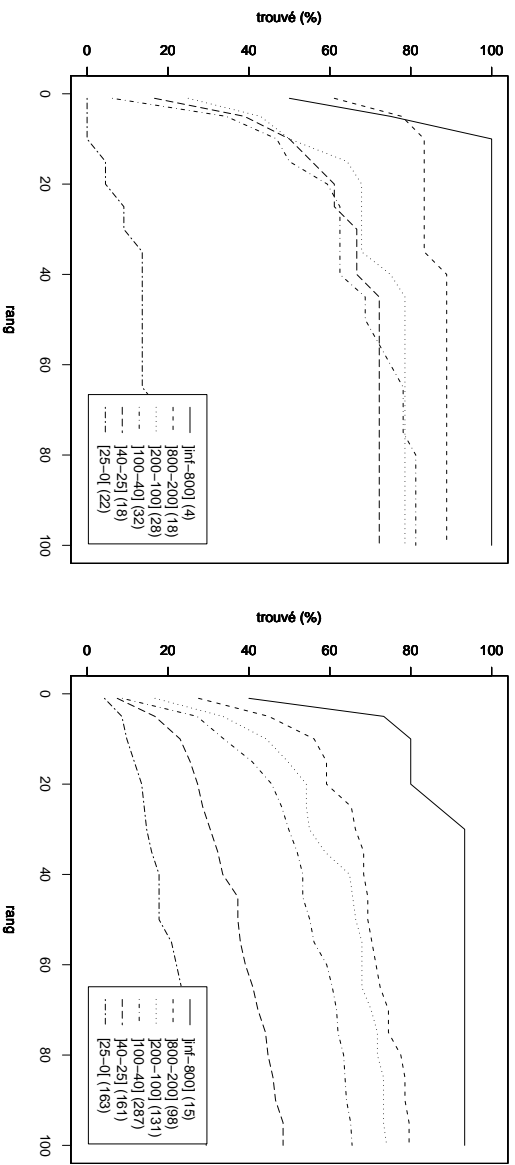 trouvé (%)
0 20 40 60 80 100
0 20 40 60 80 100
rang
]inf−800] (4)
]800−200] (18)
]200−100] (28)
]100−40] (32)
]40−25] (18)
[25−0[ (22)
trouvé (%)
0 20 40 60 80 100
0 20 40 60 80 100
rang
]inf−800] (15)
]800−200] (98)
]200−100] (131)
]100−40] (287)
]40−25] (161)
[25−0[ (163)